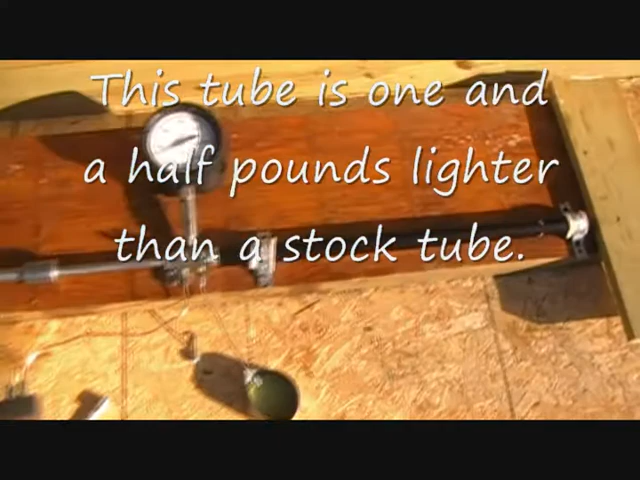 This tube is one and
a half pounds lighter
than a stock tube.